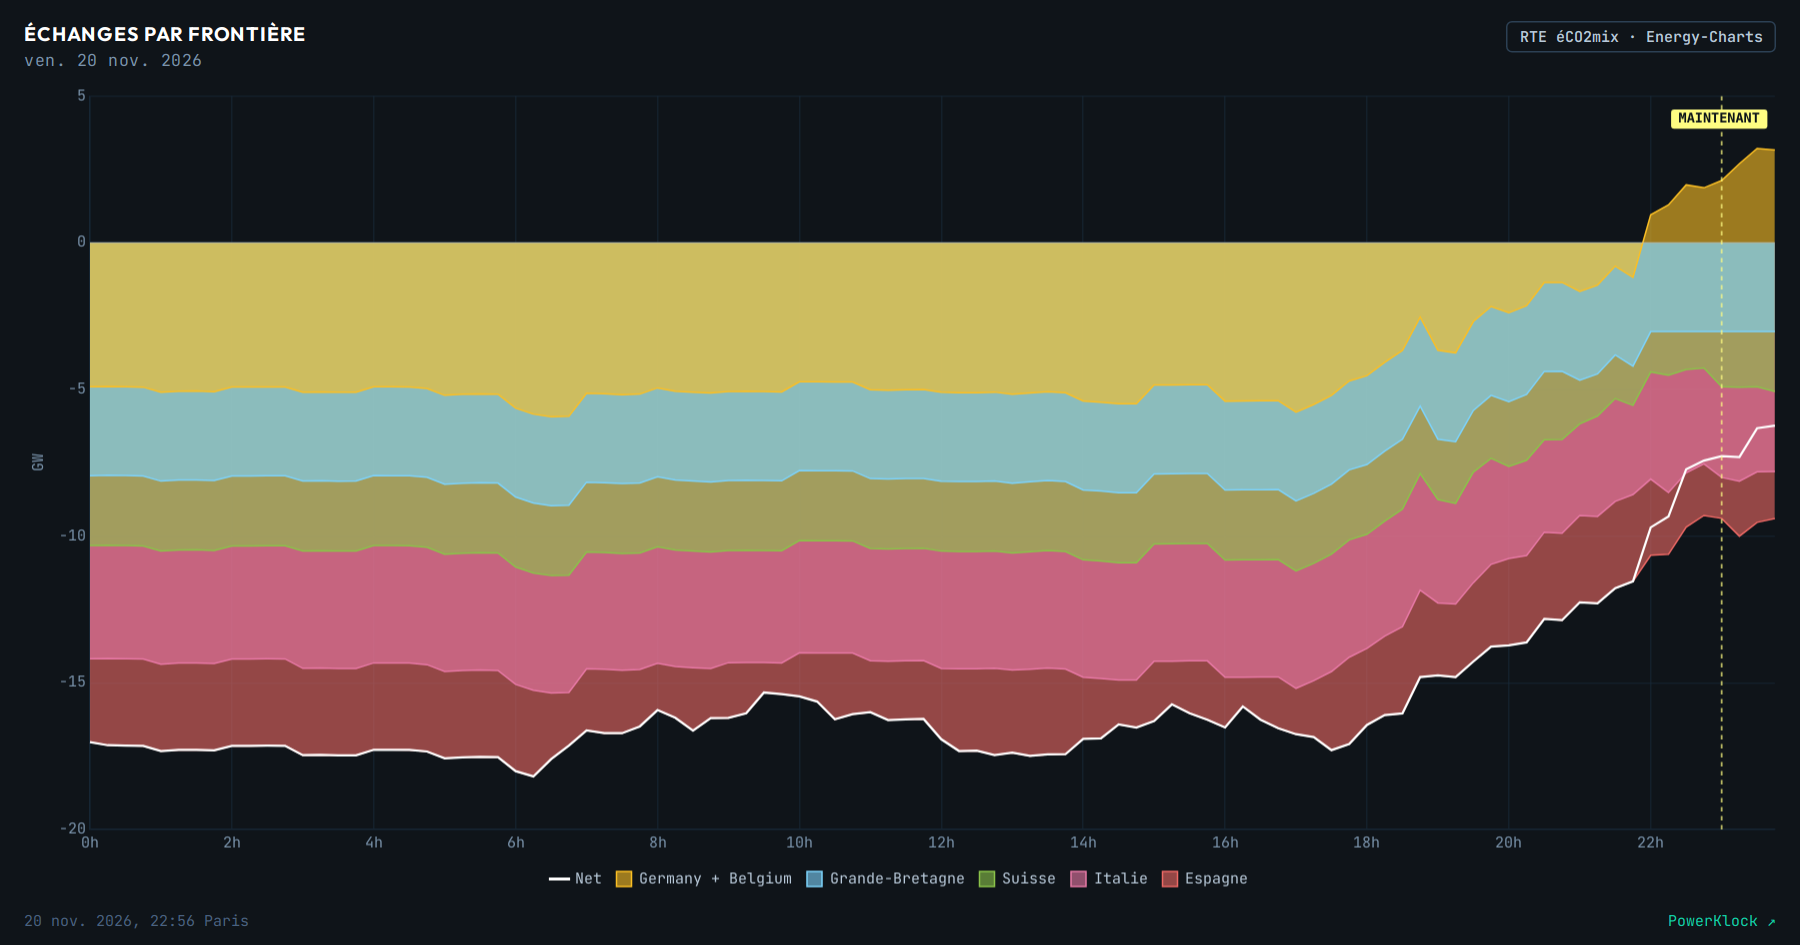 ÉCHANGES PAR FRONTIÈRE
ven. 20 nov. 2026
RTE éCO2mix · Energy-Charts
MAINTENANT
5
0
-5
-10
-15
-20
GW
0h 2h 4h 6h 8h 10h 12h 14h 16h 18h 20h 22h
Net Germany + Belgium Grande-Bretagne Suisse Italie Espagne
20 nov. 2026, 22:56 Paris
PowerKlock ↗